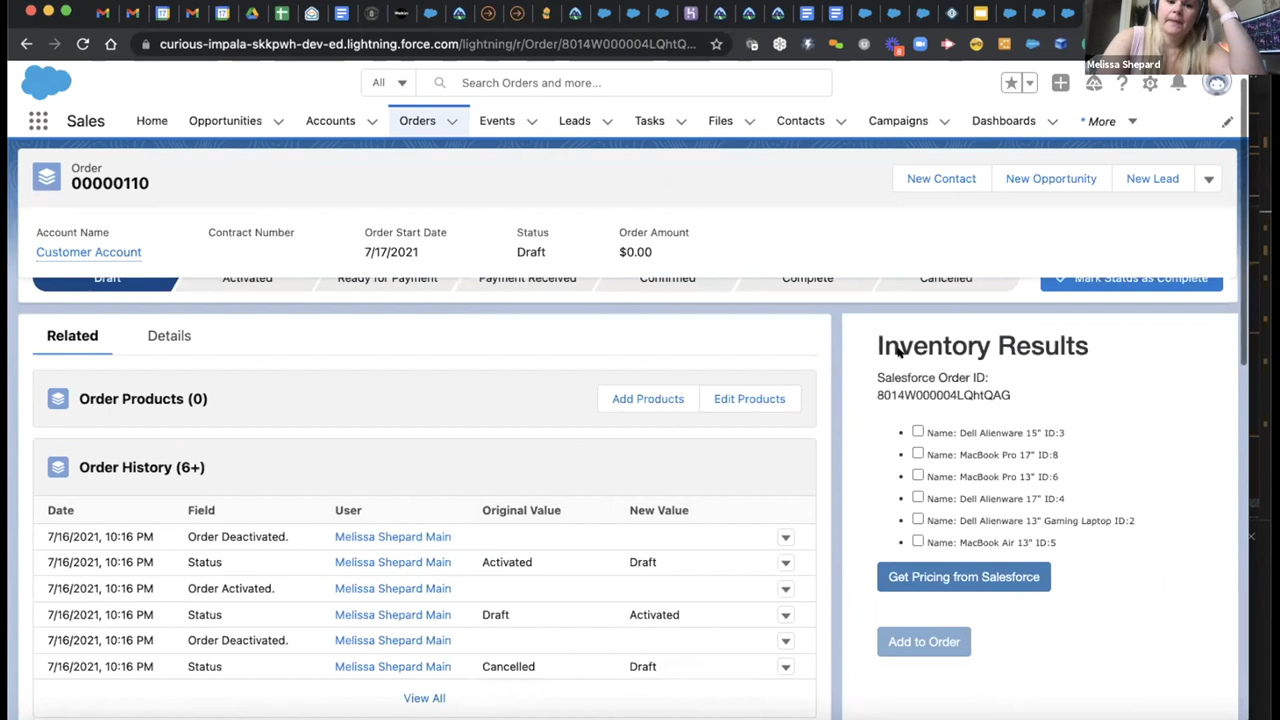 17
17
curious-impala-skkpwh-dev-ed.lightning.force.com/lightning/r/Order/8014W000004LQhtQ...
8
Melissa Shepard
All
Search Orders and more...
Sales
Home
Opportunities
Accounts
Orders
Events
Leads
Tasks
Files
Contacts
Campaigns
Dashboards
* More
Order
00000110
New Contact
New Opportunity
New Lead
Account Name
Contract Number
Order Start Date
Status
Order Amount
Customer Account
7/17/2021
Draft
$0.00
Draft
Activated
Ready for Payment
Payment Received
Confirmed
Complete
Cancelled
Mark Status as Complete
Related
Details
Order Products (0)
Add Products
Edit Products
Order History (6+)
Date Field User Original Value New Value
7/16/2021, 10:16 PM Order Deactivated. Melissa Shepard Main
7/16/2021, 10:16 PM Status Melissa Shepard Main Activated Draft
7/16/2021, 10:16 PM Order Activated. Melissa Shepard Main
7/16/2021, 10:16 PM Status Melissa Shepard Main Draft Activated
7/16/2021, 10:16 PM Order Deactivated. Melissa Shepard Main
7/16/2021, 10:16 PM Status Melissa Shepard Main Cancelled Draft
View All
Inventory Results
Salesforce Order ID:
8014W000004LQhtQAG
Name: Dell Alienware 15" ID:3
Name: MacBook Pro 17" ID:8
Name: MacBook Pro 13" ID:6
Name: Dell Alienware 17" ID:4
Name: Dell Alienware 13" Gaming Laptop ID:2
Name: MacBook Air 13" ID:5
Get Pricing from Salesforce
Add to Order